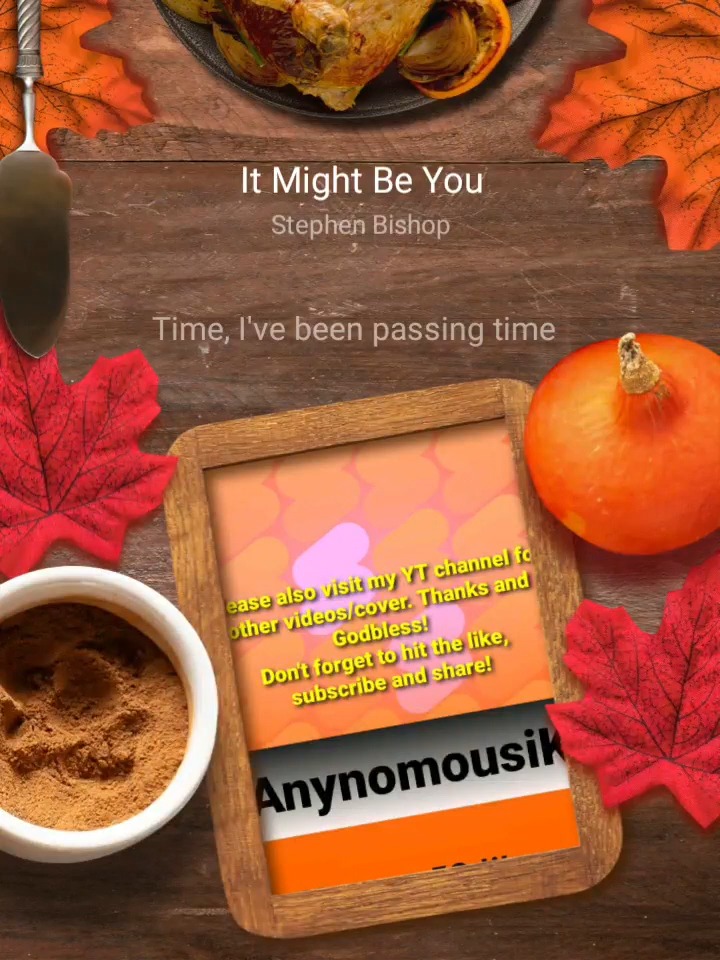 It Might Be You
Stephen Bishop
Time, I've been passing time
ease also visit my YT channel fo
other videos/cover. Thanks and
Godbless!
Don't forget to hit the like,
subscribe and share!
Anynomousik